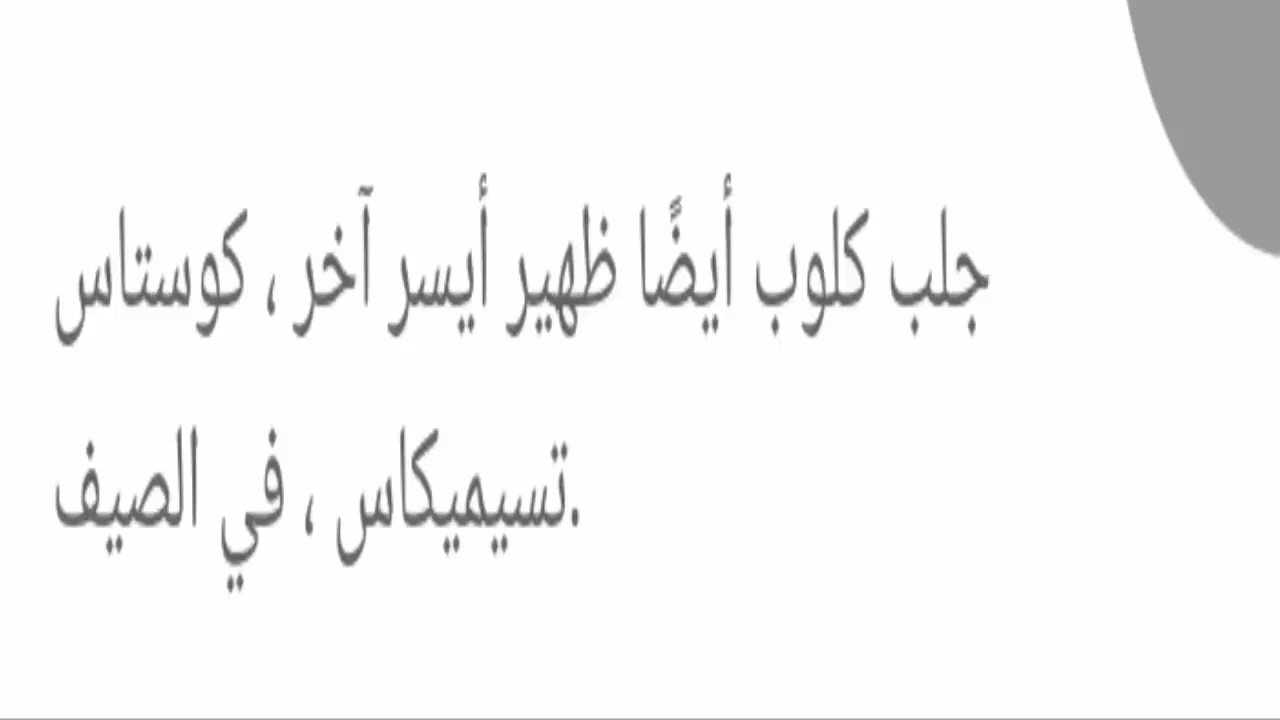 جلب كلوب أيضًا ظهير أيسر آخر ، كوستاس
تسيميكاس ، في الصيف.